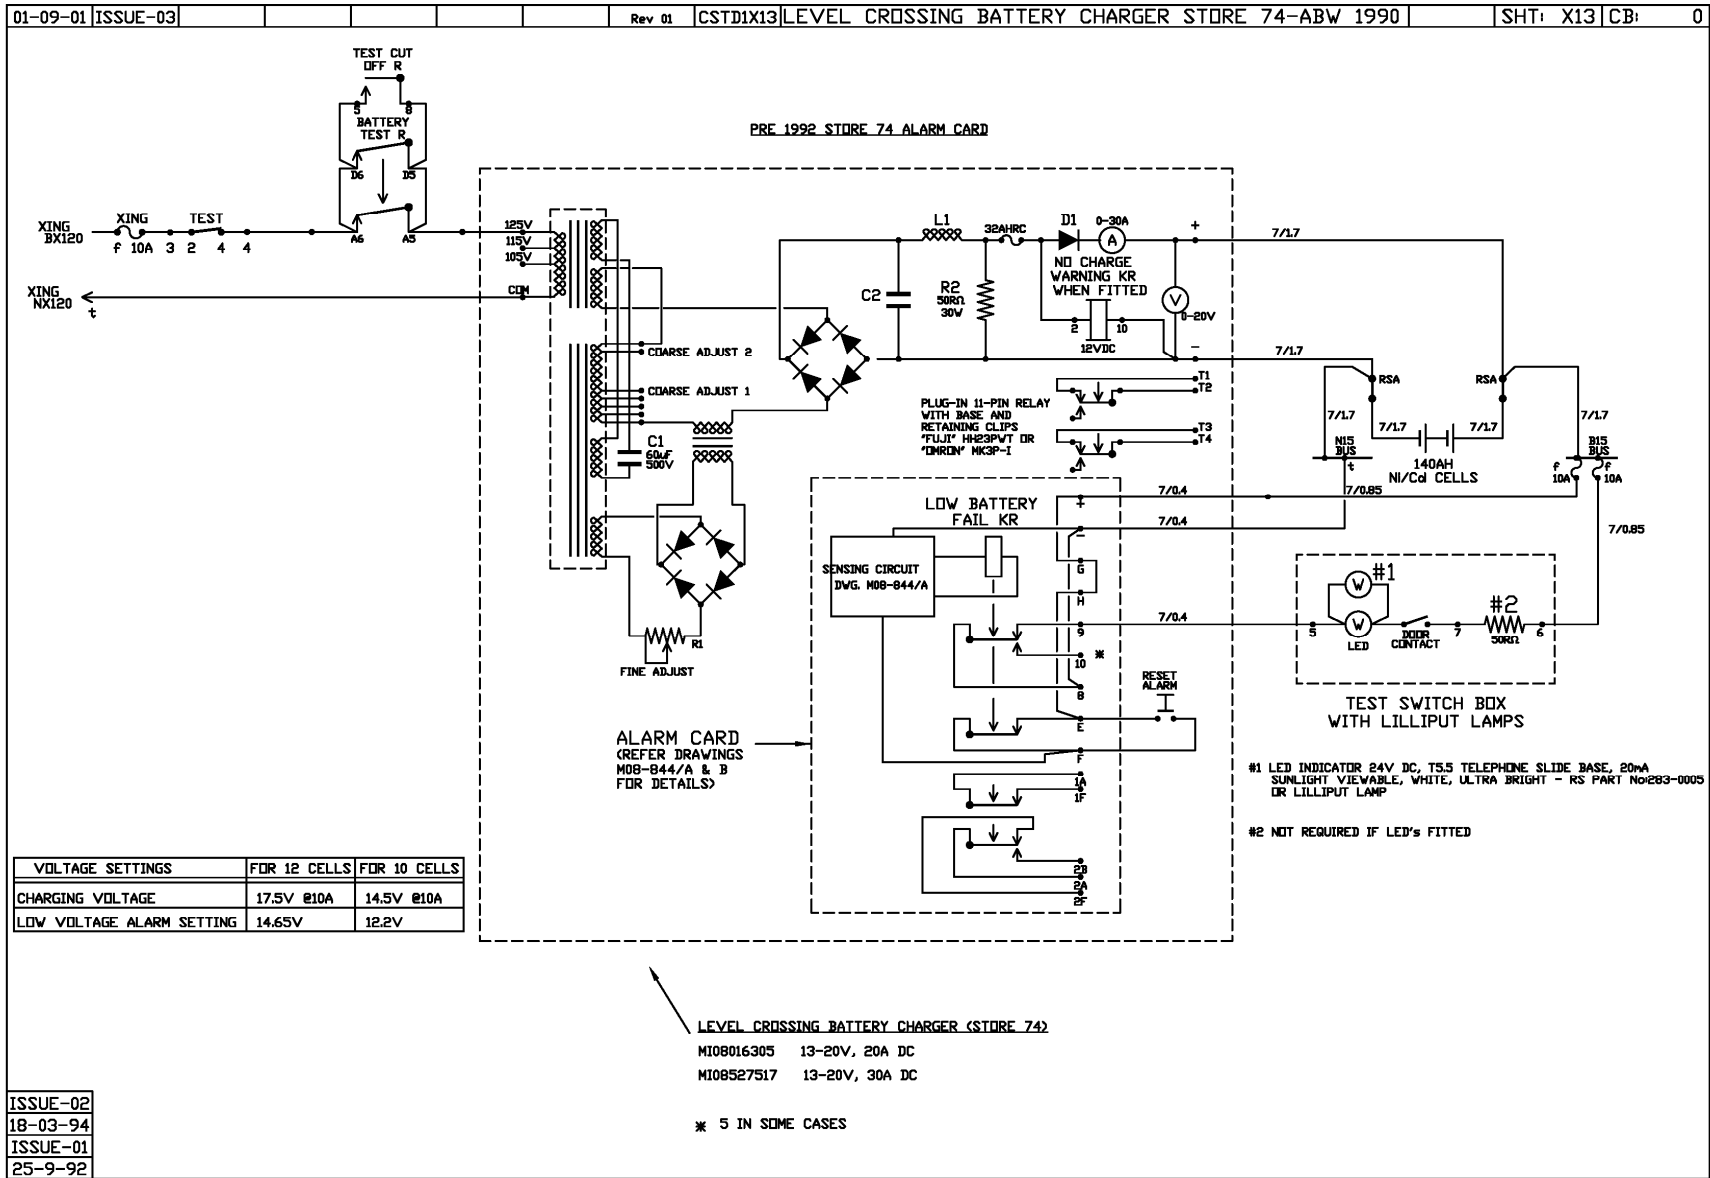 01-09-01 ISSUE-03 Rev 01 CSTD1X13 LEVEL CROSSING BATTERY CHARGER STORE 74-ABW 1990 SHT: X13 CB: 0
TEST CUT
OFF R
5 8
BATTERY
TEST R
D6 D5
A6 A5
XING
BX120
XING
f 10A
3 2
TEST
4 4
XING
NX120
t
PRE 1992 STORE 74 ALARM CARD
125V
115V
105V
COM
COARSE ADJUST 2
COARSE ADJUST 1
C1
60uF
500V
R1
FINE ADJUST
C2
L1
R2
50RΩ
30W
32AHRC
D1
0-30A
A
NO CHARGE
WARNING KR
WHEN FITTED
2 10
12VDC
V
0-20V
+
-
7/1.7
7/1.7
RSA
RSA
7/1.7
7/1.7
7/1.7
7/1.7
N15
BUS
t
140AH
NI/Cd CELLS
B15
BUS
f
10A
f
10A
PLUG-IN 11-PIN RELAY
WITH BASE AND
RETAINING CLIPS
"FUJI" HH23PWT OR
"OMRON" MK3P-I
T1
T2
T3
T4
7/0.4
7/0.85
7/0.4
7/0.85
7/0.4
LOW BATTERY
FAIL KR
SENSING CIRCUIT
DWG. M08-844/A
+
-
G
H
9
10 *
8
E
F
1A
1F
2B
2A
2F
RESET
ALARM
ALARM CARD
(REFER DRAWINGS
M08-844/A & B
FOR DETAILS)
#1
W
W
LED
5
DOOR
CONTACT
7
#2
50RΩ
6
TEST SWITCH BOX
WITH LILLIPUT LAMPS
#1 LED INDICATOR 24V DC, T5.5 TELEPHONE SLIDE BASE, 20mA
SUNLIGHT VIEWABLE, WHITE, ULTRA BRIGHT - RS PART No:283-0005
OR LILLIPUT LAMP
#2 NOT REQUIRED IF LED's FITTED
VOLTAGE SETTINGS FOR 12 CELLS FOR 10 CELLS
CHARGING VOLTAGE 17.5V @10A 14.5V @10A
LOW VOLTAGE ALARM SETTING 14.65V 12.2V
LEVEL CROSSING BATTERY CHARGER (STORE 74)
MI08016305 13-20V, 20A DC
MI08527517 13-20V, 30A DC
* 5 IN SOME CASES
ISSUE-02
18-03-94
ISSUE-01
25-9-92